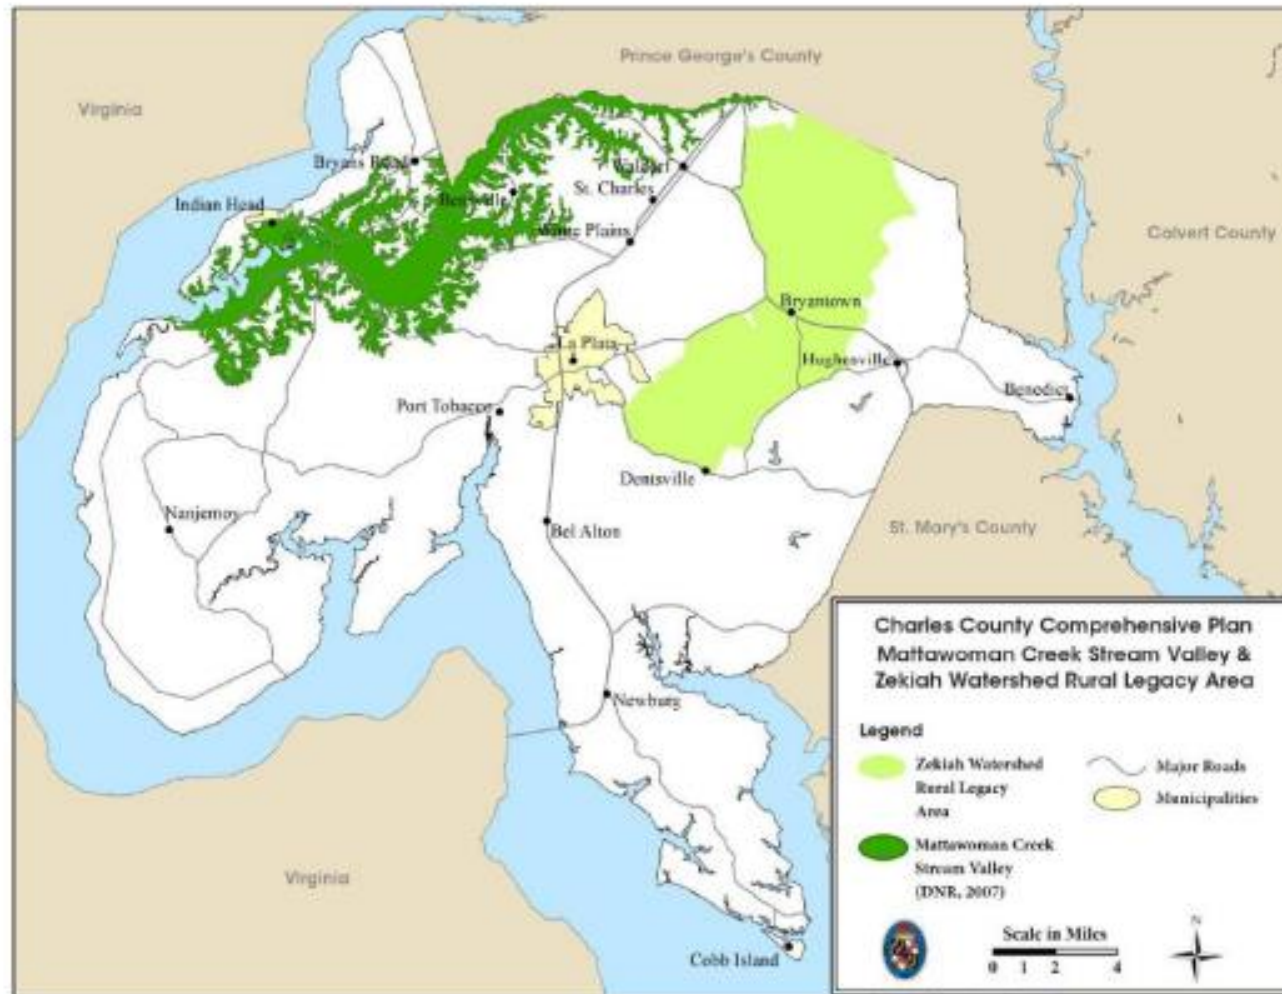 Prince George's County
Virginia
Bryans Road
Waldorf
St. Charles
Indian Head
Bennsville
White Plains
Calvert County
Bryantown
La Plata
Hughesville
Benedict
Port Tobacco
Dentsville
Nanjemoy
St. Mary's County
Bel Alton
Newburg
Virginia
Cobb Island
Charles County Comprehensive Plan
Mattawoman Creek Stream Valley &
Zekiah Watershed Rural Legacy Area
Legend
Zekiah Watershed
Rural Legacy
Area
Mattawoman Creek
Stream Valley
(DNR, 2007)
Major Roads
Municipalities
Scale in Miles
0 1 2 4
N